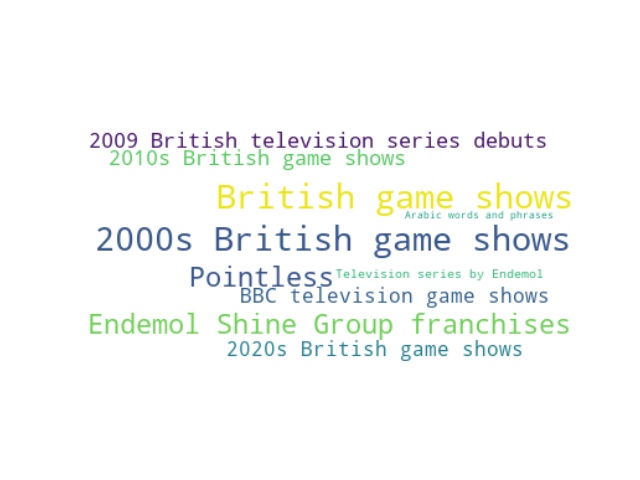 2009 British television series debuts
2010s British game shows
British game shows
Arabic words and phrases
2000s British game shows
Pointless
Television series by Endemol
BBC television game shows
Endemol Shine Group franchises
2020s British game shows